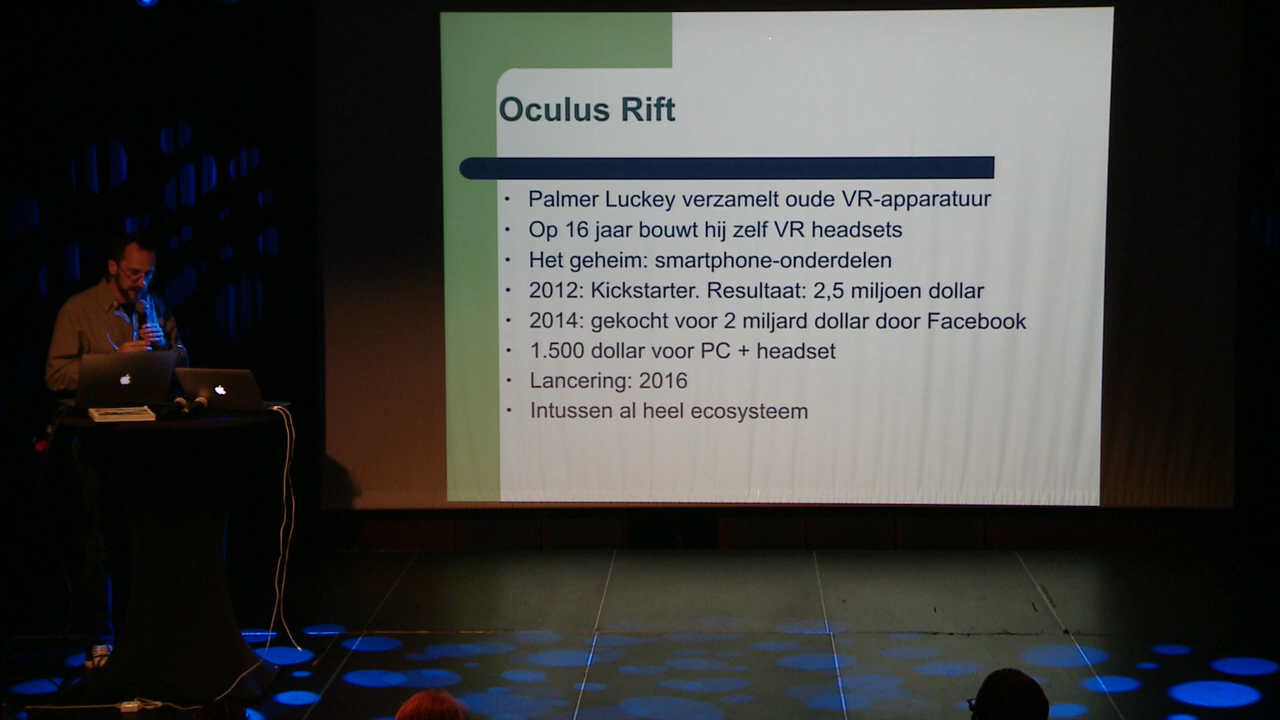 Oculus Rift
• Palmer Luckey verzamelt oude VR-apparatuur
• Op 16 jaar bouwt hij zelf VR headsets
• Het geheim: smartphone-onderdelen
• 2012: Kickstarter. Resultaat: 2,5 miljoen dollar
• 2014: gekocht voor 2 miljard dollar door Facebook
• 1.500 dollar voor PC + headset
• Lancering: 2016
• Intussen al heel ecosysteem